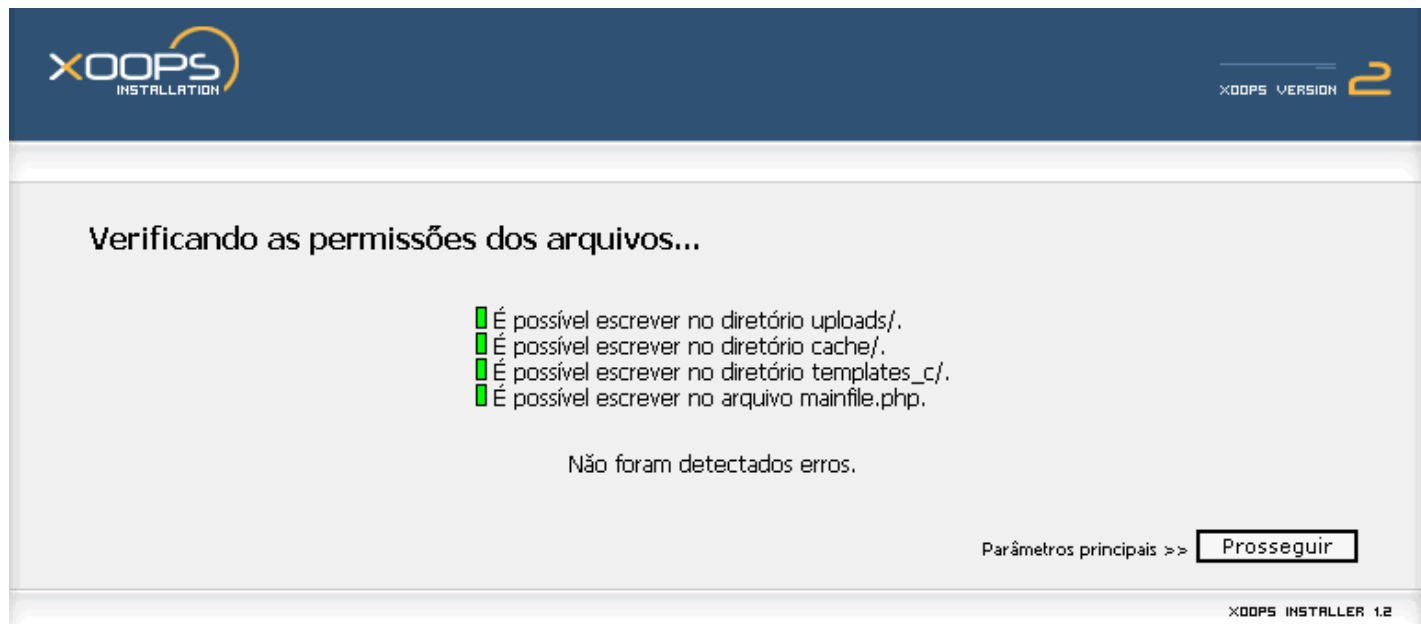 XOOPS
INSTALLATION
XOOPS VERSION 2
Verificando as permissões dos arquivos...
É possível escrever no diretório uploads/.
É possível escrever no diretório cache/.
É possível escrever no diretório templates_c/.
É possível escrever no arquivo mainfile.php.
Não foram detectados erros.
Parâmetros principais >> Prosseguir
XOOPS INSTALLER 1.2